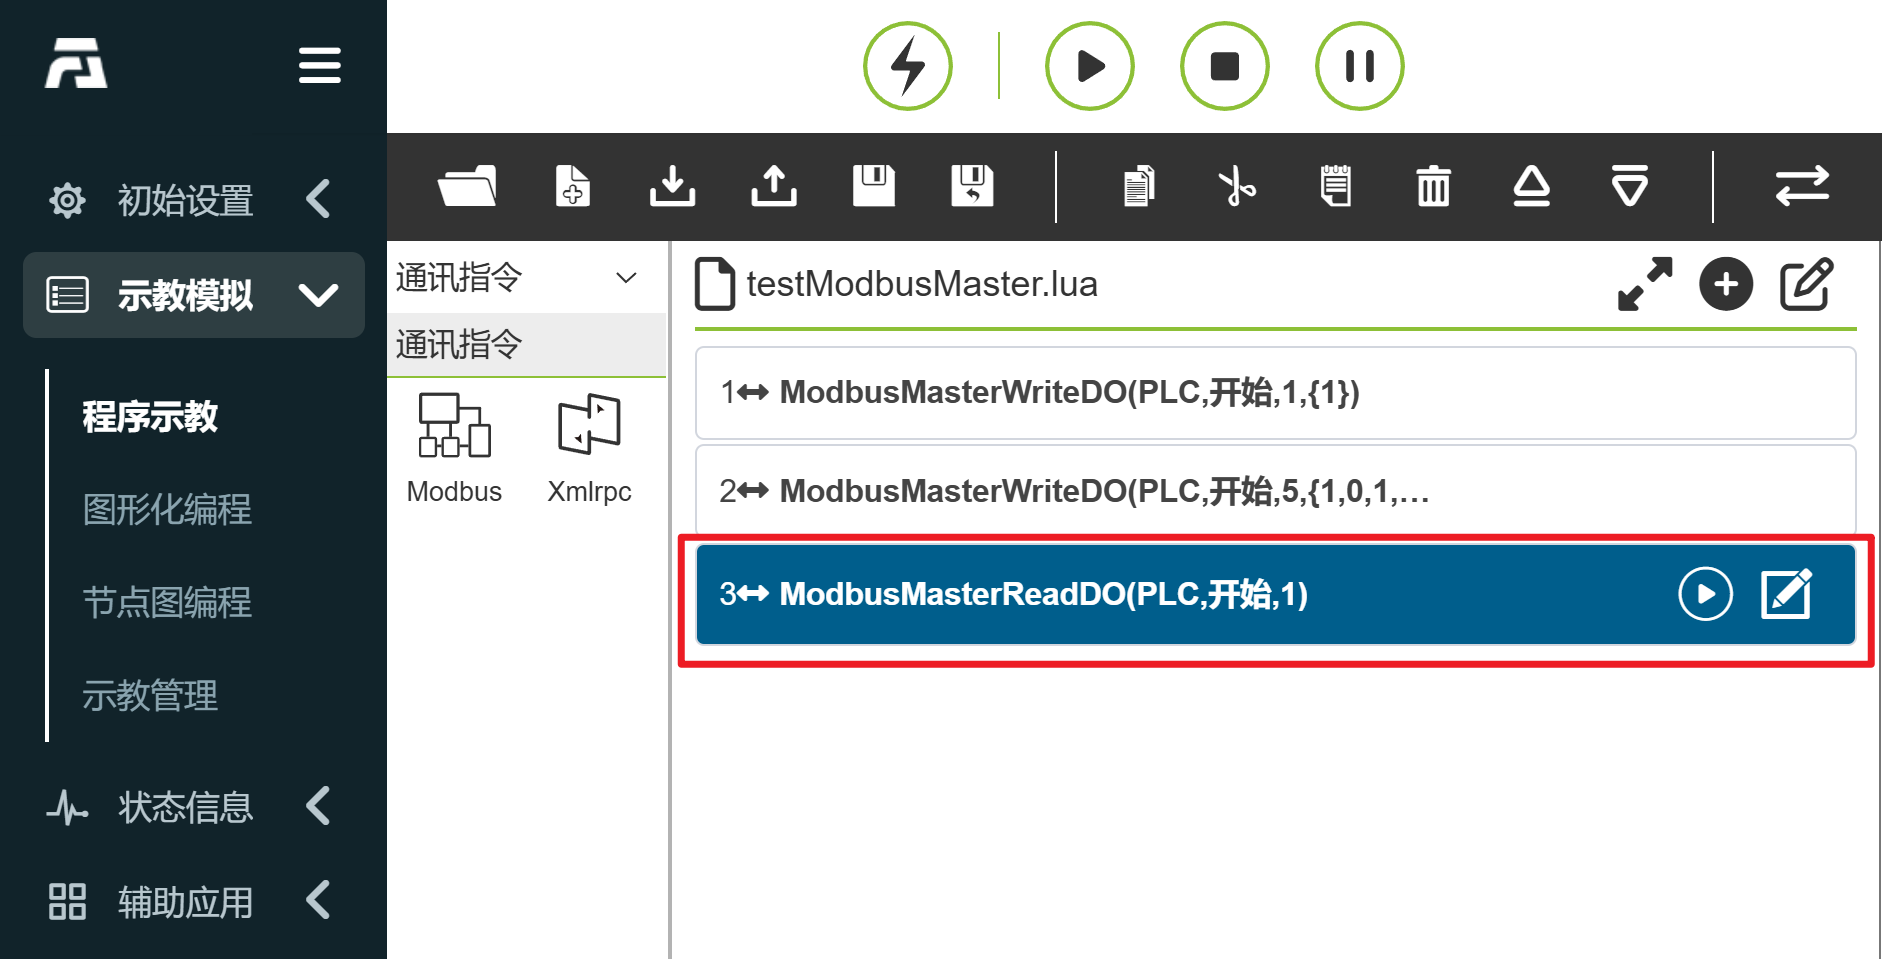 初始设置
示教模拟
程序示教
图形化编程
节点图编程
示教管理
状态信息
辅助应用
通讯指令
通讯指令
Modbus
Xmlrpc
testModbusMaster.lua
1 ModbusMasterWriteDO(PLC,开始,1,{1})
2 ModbusMasterWriteDO(PLC,开始,5,{1,0,1,...
3 ModbusMasterReadDO(PLC,开始,1)